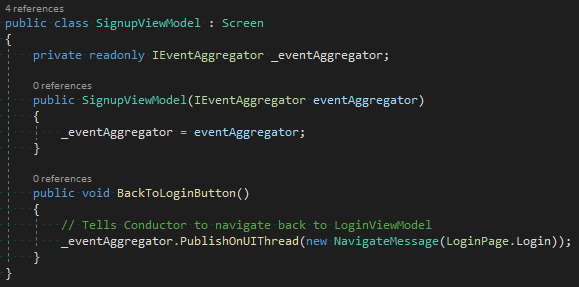 4 references
public class SignupViewModel : Screen
{
private readonly IEventAggregator _eventAggregator;
0 references
public SignupViewModel(IEventAggregator eventAggregator)
{
_eventAggregator = eventAggregator;
}
0 references
public void BackToLoginButton()
{
// Tells Conductor to navigate back to LoginViewModel
_eventAggregator.PublishOnUIThread(new NavigateMessage(LoginPage.Login));
}
}